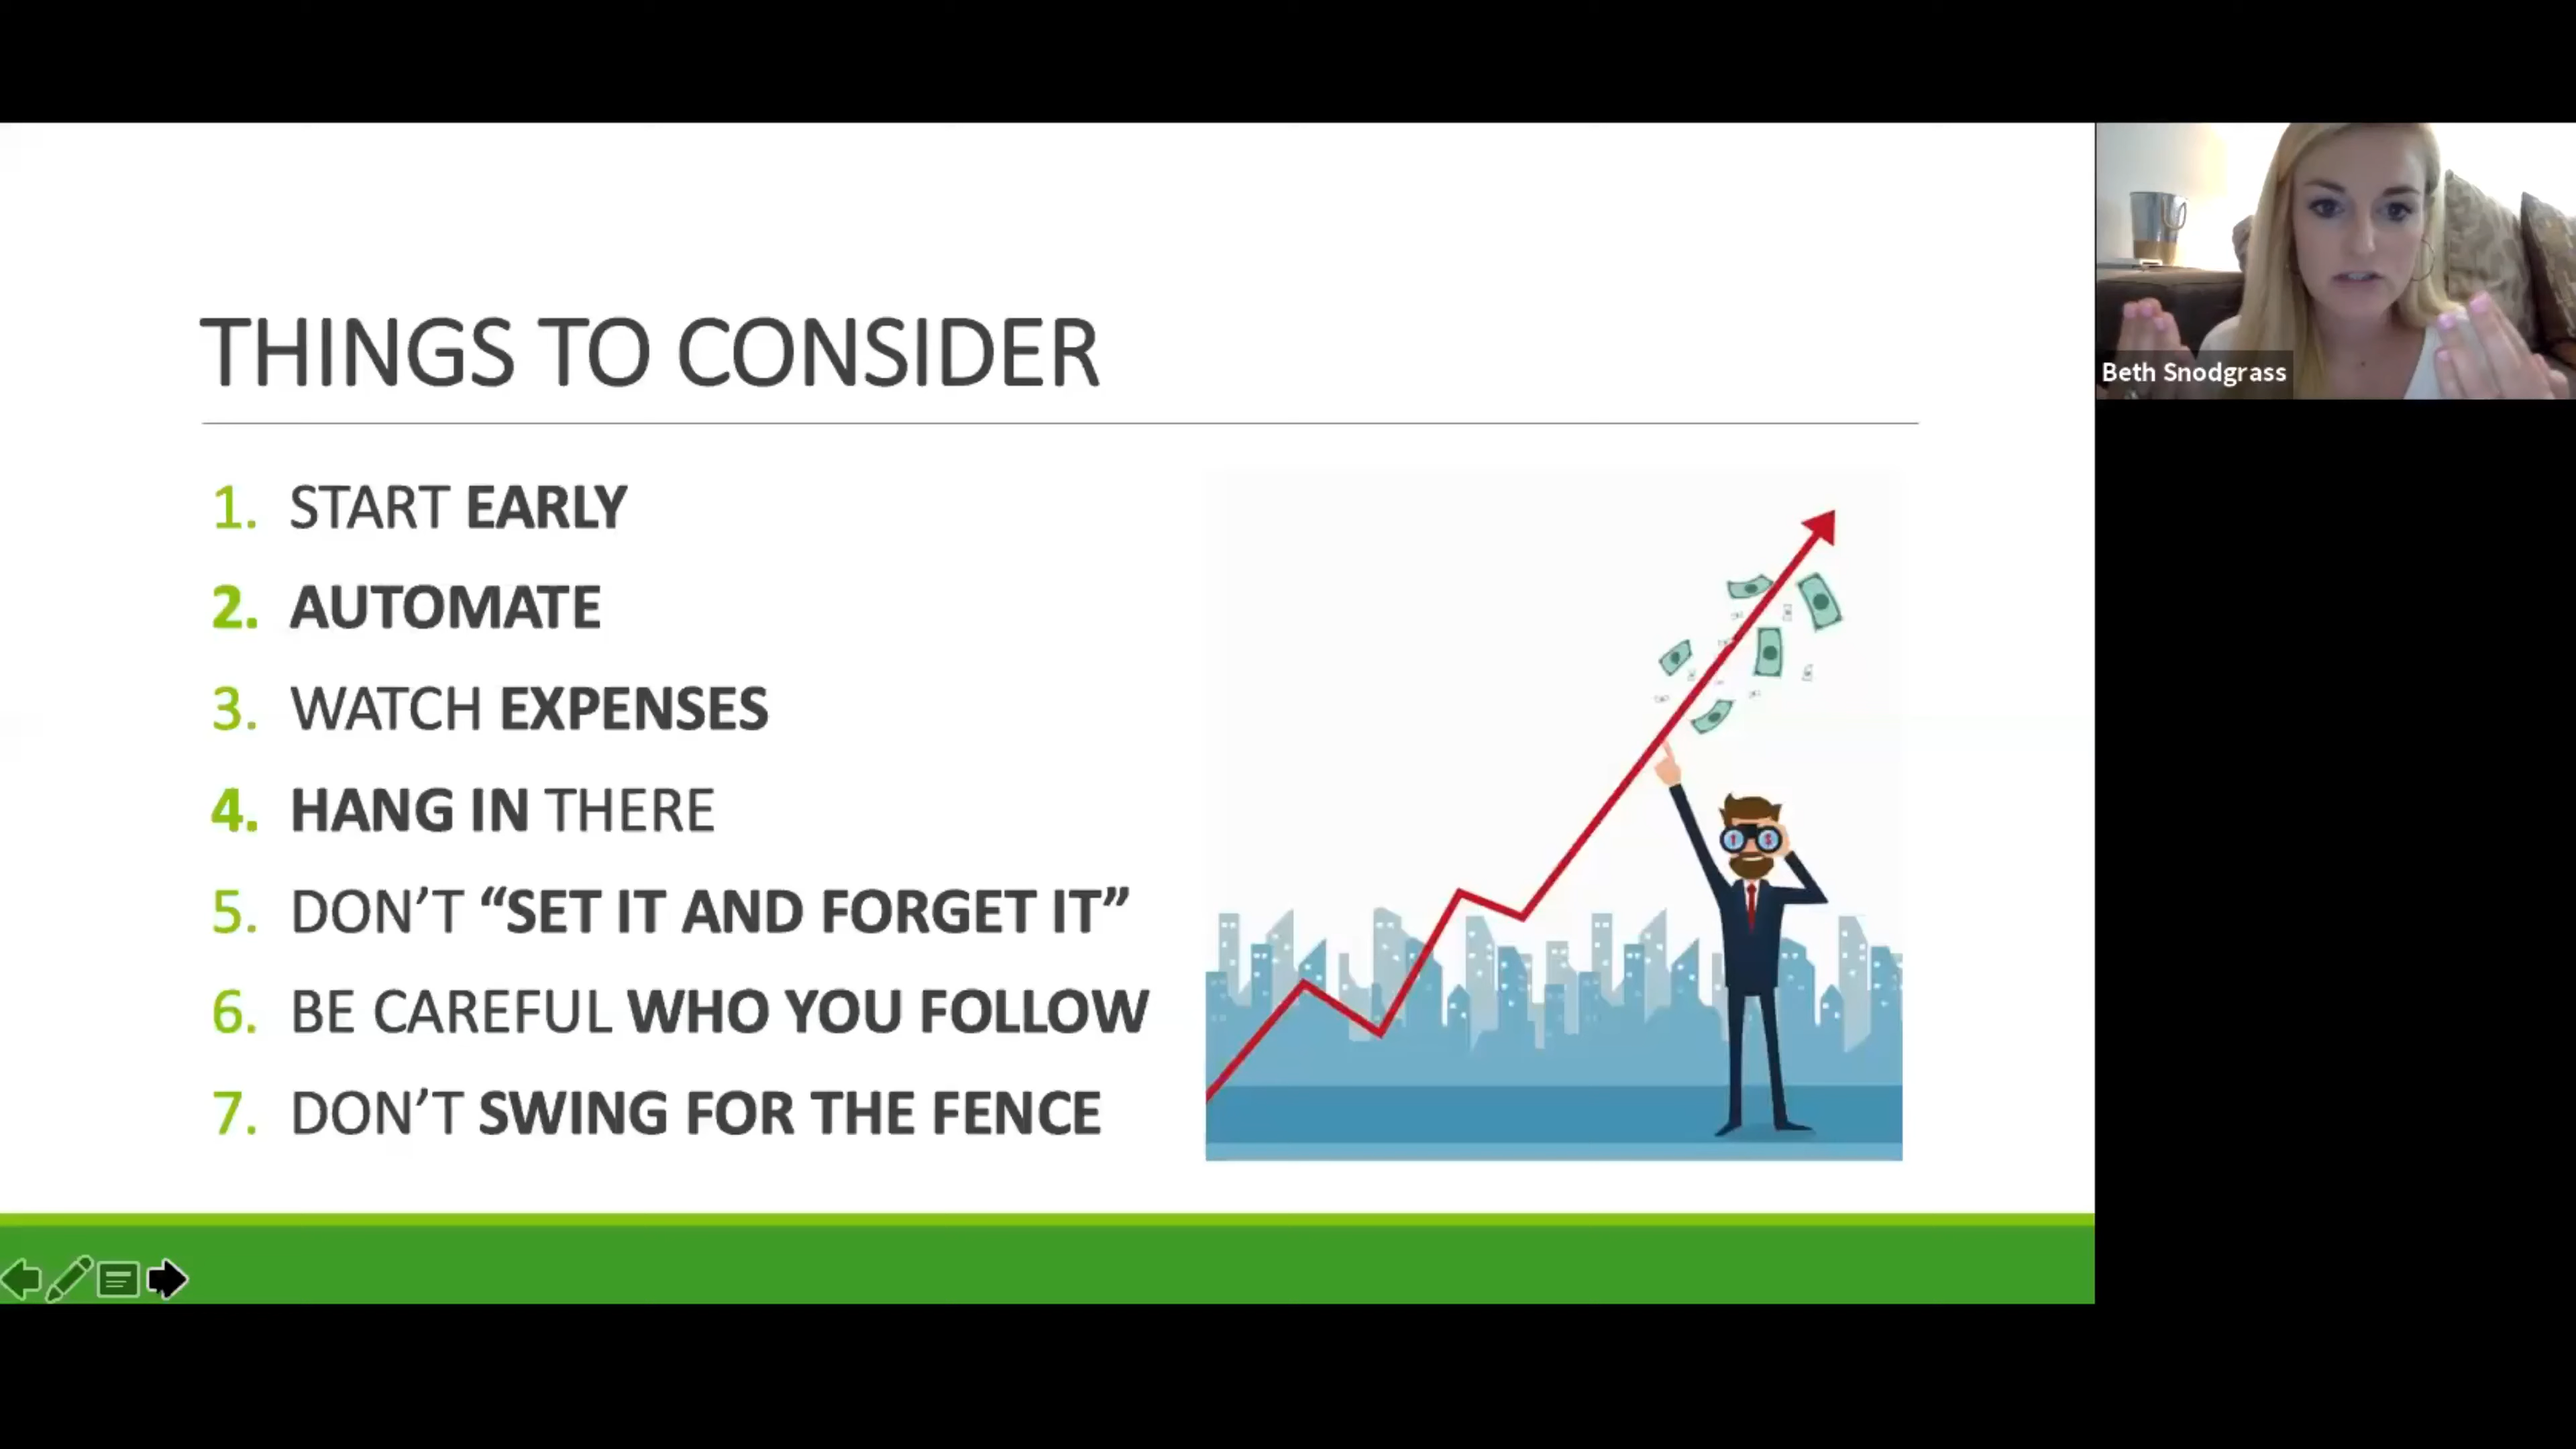 THINGS TO CONSIDER
1. START EARLY
2. AUTOMATE
3. WATCH EXPENSES
4. HANG IN THERE
5. DON’T “SET IT AND FORGET IT”
6. BE CAREFUL WHO YOU FOLLOW
7. DON’T SWING FOR THE FENCE
Beth Snodgrass